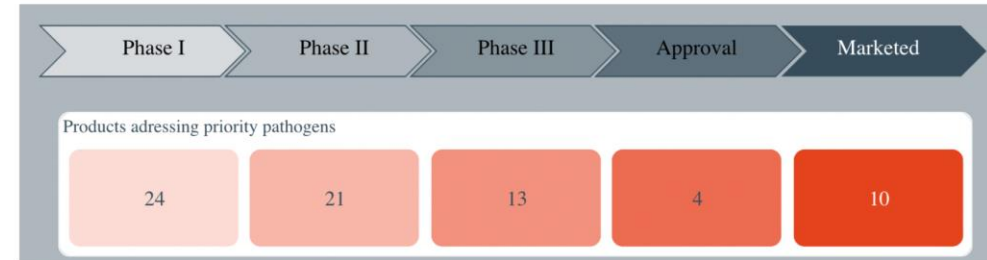 Phase I Phase II Phase III Approval Marketed
Products adressing priority pathogens
24 21 13 4 10